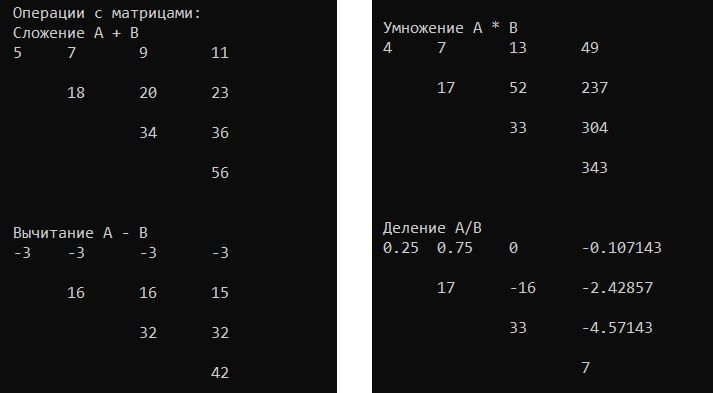 Операции с матрицами:
Сложение A + B
5 7 9 11
18 20 23
34 36
56
Вычитание A - B
-3 -3 -3 -3
16 16 15
32 32
42
Умножение A * B
4 7 13 49
17 52 237
33 304
343
Деление A/B
0.25 0.75 0 -0.107143
17 -16 -2.42857
33 -4.57143
7